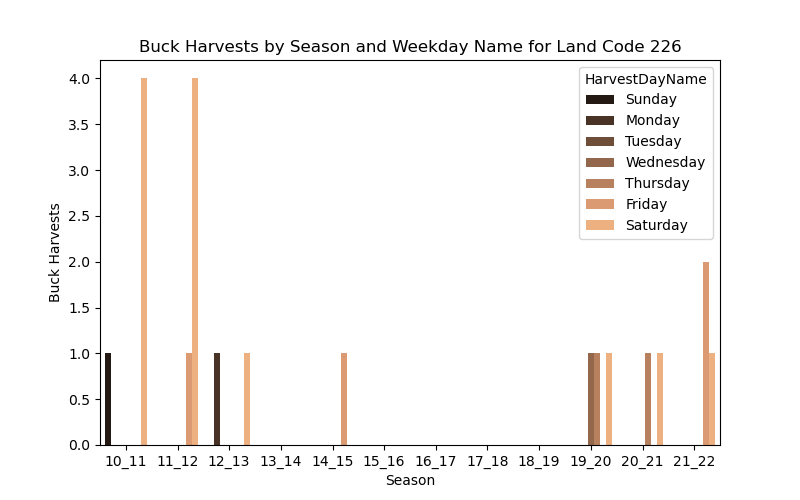 Buck Harvests by Season and Weekday Name for Land Code 226
HarvestDayName
Sunday
Monday
Tuesday
Wednesday
Thursday
Friday
Saturday
Buck Harvests
4.0
3.5
3.0
2.5
2.0
1.5
1.0
0.5
0.0
10_11 11_12 12_13 13_14 14_15 15_16 16_17 17_18 18_19 19_20 20_21 21_22
Season